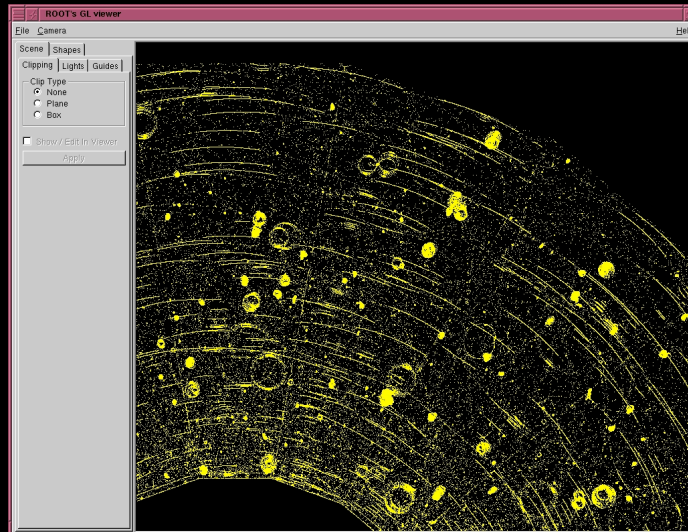 ROOT's GL viewer
File Camera
Scene Shapes
Clipping Lights Guides
Clip Type
None
Plane
Box
Show / Edit In Viewer
Apply